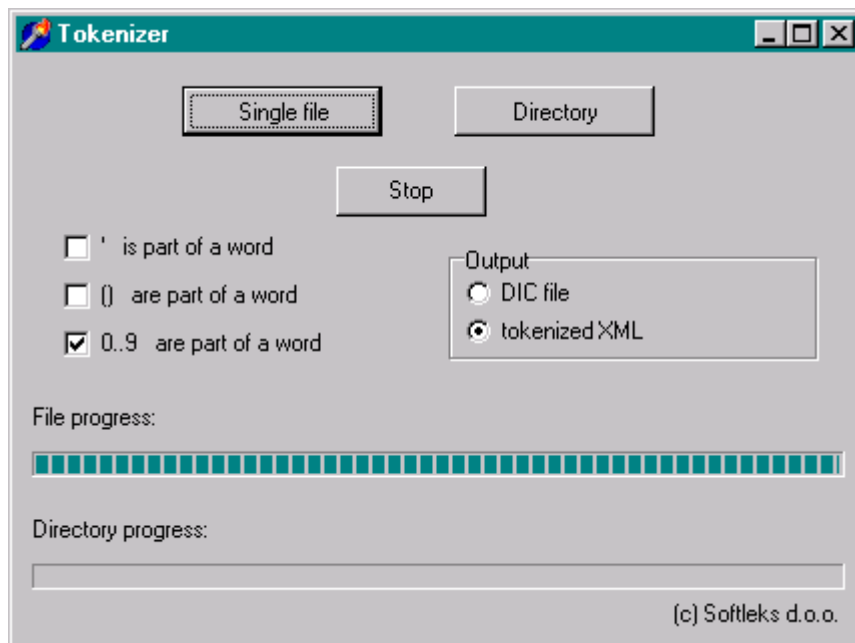 Tokenizer
Single file
Directory
Stop
' is part of a word
() are part of a word
0..9 are part of a word
Output
DIC file
tokenized XML
File progress:
Directory progress:
(c) Softleks d.o.o.